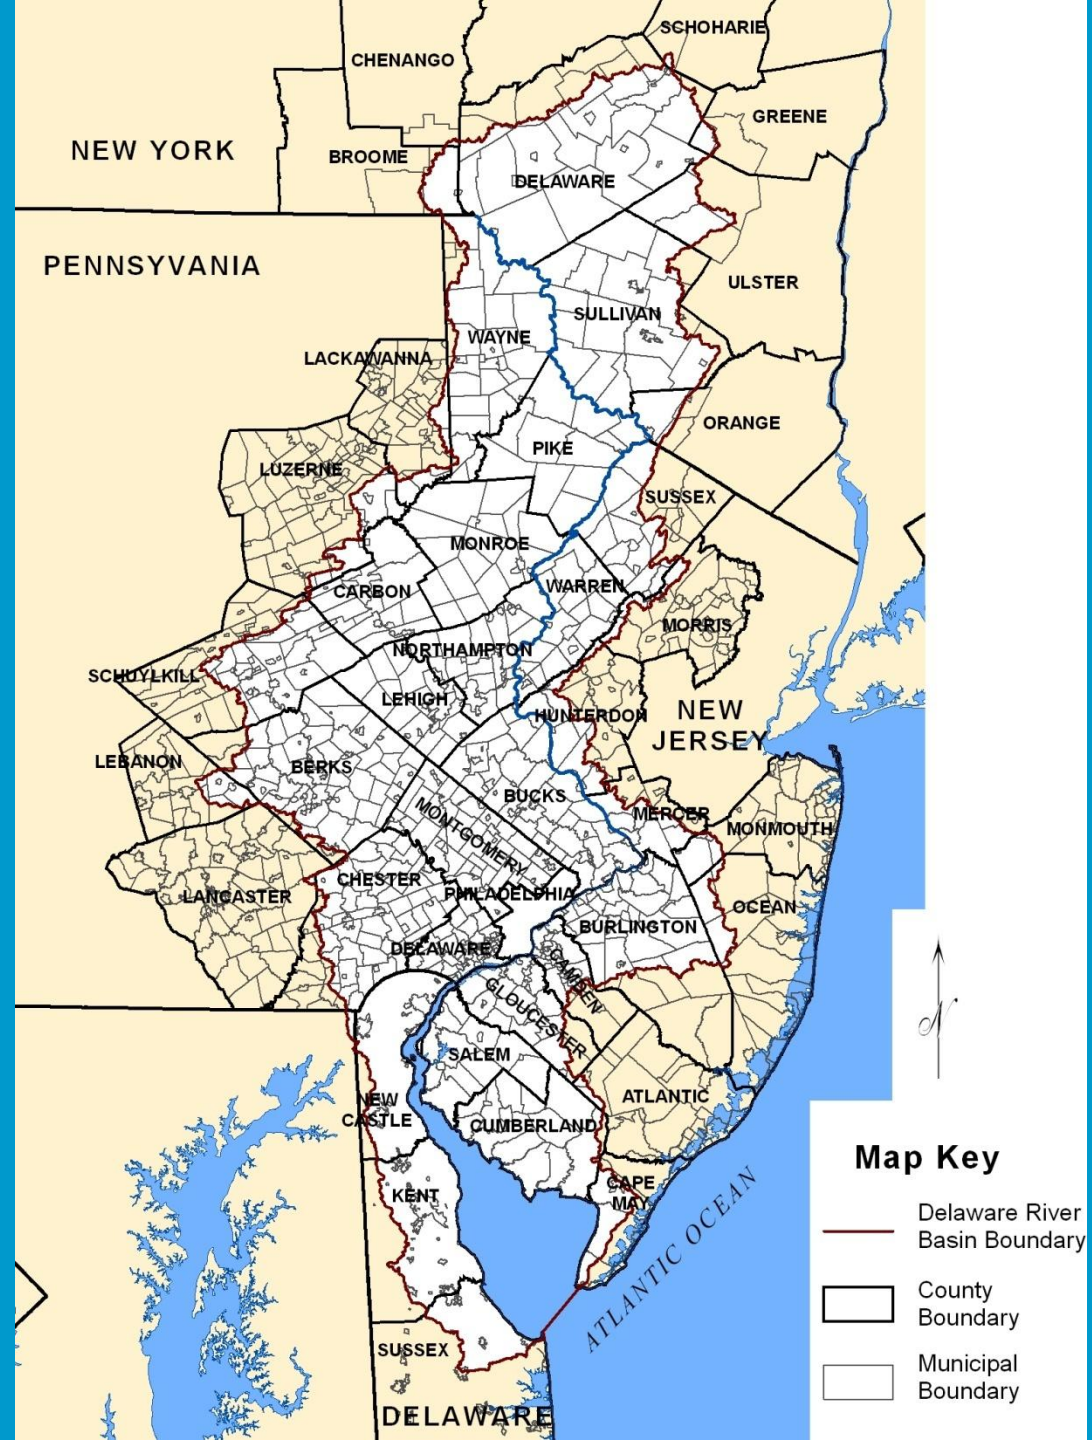 SCHOHARIE
CHENANGO
GREENE
NEW YORK
BROOME
DELAWARE
PENNSYVANIA
ULSTER
SULLIVAN
WAYNE
LACKAWANNA
ORANGE
PIKE
LUZERNE
SUSSEX
MONROE
WARREN
CARBON
MORRIS
NORTHAMPTON
SCHUYLKILL
LEHIGH
HUNTERDON
NEW
JERSEY
LEBANON
BERKS
BUCKS
MERCER
MONMOUTH
MONTGOMERY
CHESTER
PHILADELPHIA
LANCASTER
OCEAN
BURLINGTON
DELAWARE
CAMDEN
GLOUCESTER
SALEM
ATLANTIC
NEW
CASTLE
CUMBERLAND
CAPE
MAY
KENT
ATLANTIC OCEAN
SUSSEX
DELAWARE
N
Map Key
Delaware River
Basin Boundary
County
Boundary
Municipal
Boundary